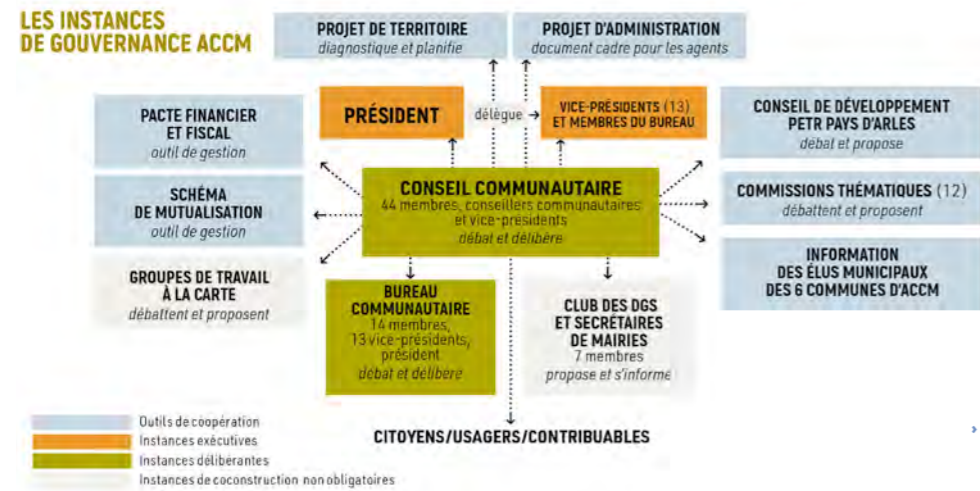 LES INSTANCES
DE GOUVERNANCE ACCM
PROJET DE TERRITOIRE
diagnostique et planifie
PROJET D'ADMINISTRATION
document cadre pour les agents
PACTE FINANCIER
ET FISCAL
outil de gestion
PRÉSIDENT
délègue
VICE-PRÉSIDENTS (13)
ET MEMBRES DU BUREAU
CONSEIL DE DÉVELOPPEMENT
PETR PAYS D'ARLES
débat et propose
SCHÉMA
DE MUTUALISATION
outil de gestion
CONSEIL COMMUNAUTAIRE
44 membres, conseillers communautaires
et vice-présidents
débat et délibère
COMMISSIONS THÉMATIQUES (12)
débattent et proposent
GROUPES DE TRAVAIL
À LA CARTE
débattent et proposent
INFORMATION
DES ÉLUS MUNICIPAUX
DES 6 COMMUNES D'ACCM
BUREAU
COMMUNAUTAIRE
14 membres,
13 vice-présidents,
président
débat et délibère
CLUB DES DGS
ET SECRÉTAIRES
DE MAIRIES
7 membres
propose et s'informe
CITOYENS/USAGERS/CONTRIBUABLES
Outils de coopération
Instances exécutives
Instances délibérantes
Instances de coconstruction non obligatoires